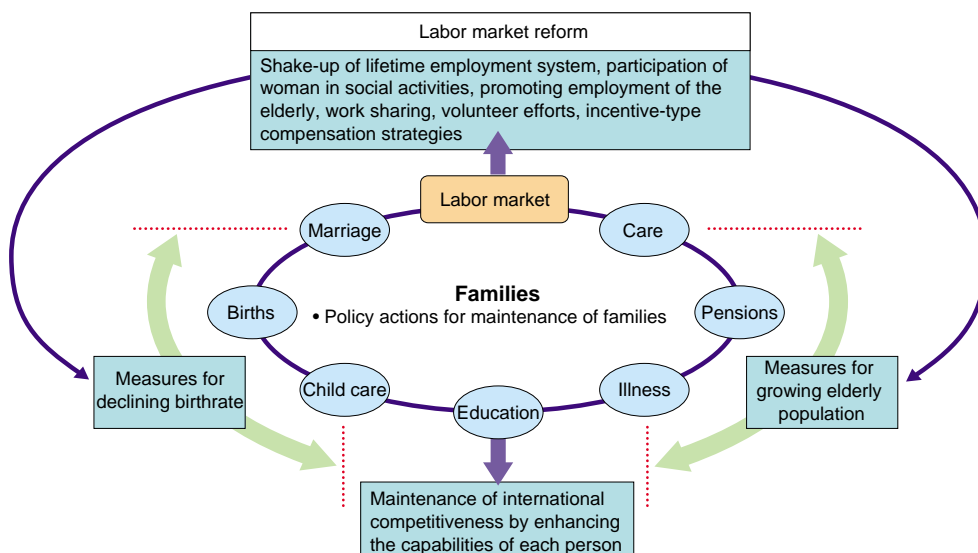 Labor market reform
Shake-up of lifetime employment system, participation of
woman in social activities, promoting employment of the
elderly, work sharing, volunteer efforts, incentive-type
compensation strategies
Labor market
Marriage
Care
Families
• Policy actions for maintenance of families
Births
Pensions
Measures for
declining birthrate
Child care
Education
Illness
Measures for
growing elderly
population
Maintenance of international
competitiveness by enhancing
the capabilities of each person